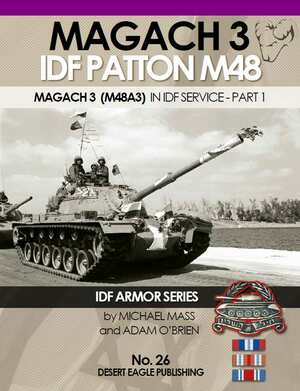 MAGACH 3
IDF PATTON M48
MAGACH 3 (M48A3) IN IDF SERVICE - PART 1
IDF ARMOR SERIES
by MICHAEL MASS
and ADAM O'BRIEN
No. 26
DESERT EAGLE PUBLISHING